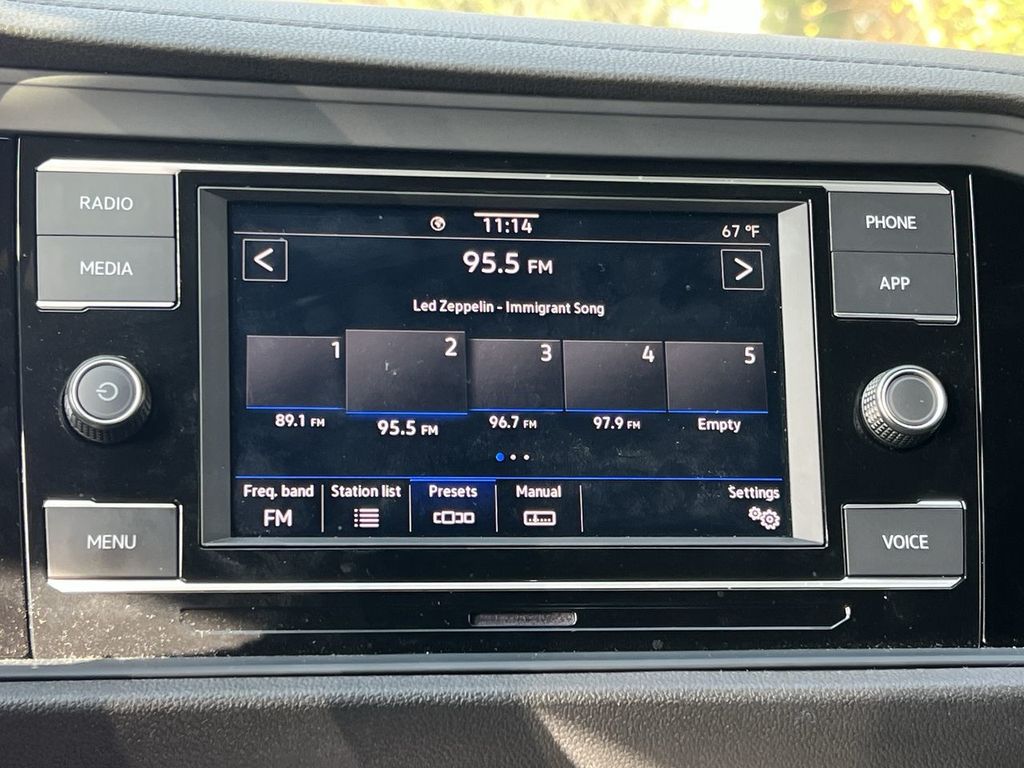 RADIO
MEDIA
MENU
11:14
67 °F
<
95.5 FM
>
Led Zeppelin - Immigrant Song
1
2
3
4
5
89.1 FM
95.5 FM
96.7 FM
97.9 FM
Empty
Freq. band
FM
Station list
Presets
Manual
Settings
PHONE
APP
VOICE